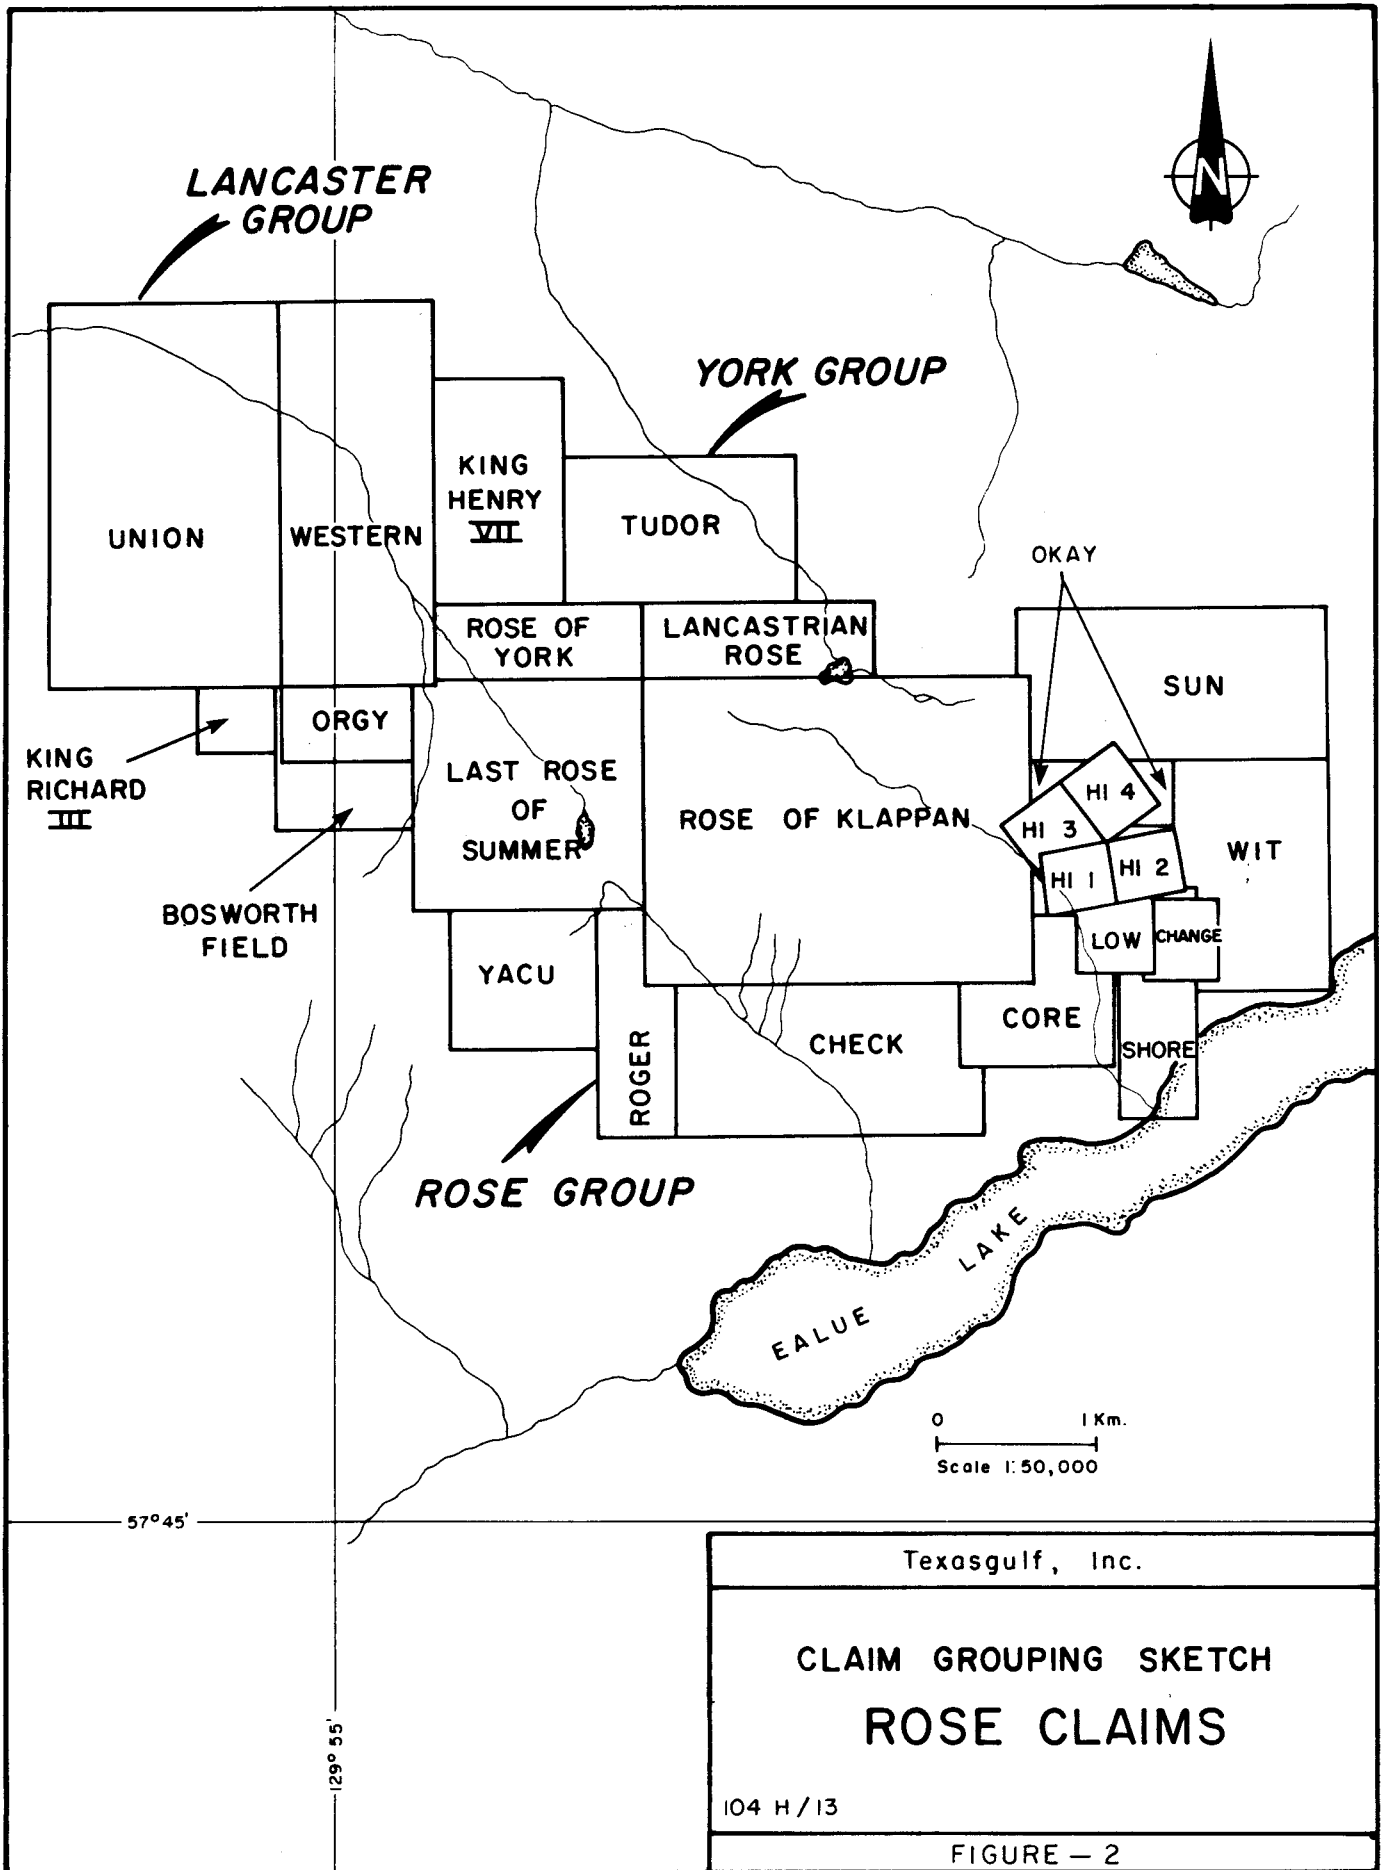 N
LANCASTER
GROUP
YORK GROUP
KING
HENRY
VII
UNION
WESTERN
TUDOR
OKAY
ROSE OF
YORK
LANCASTRIAN
ROSE
SUN
ORGY
KING
RICHARD
III
LAST ROSE
OF
SUMMER
ROSE OF KLAPPAN
HI 4
HI 3
HI 1
HI 2
WIT
BOSWORTH
FIELD
YACU
LOW
CHANGE
CORE
CHECK
ROGER
SHORE
ROSE GROUP
EALUE LAKE
0 1 Km.
Scale 1:50,000
57°45'
129° 55'
Texasgulf, Inc.
CLAIM GROUPING SKETCH
ROSE CLAIMS
104 H/13
FIGURE — 2